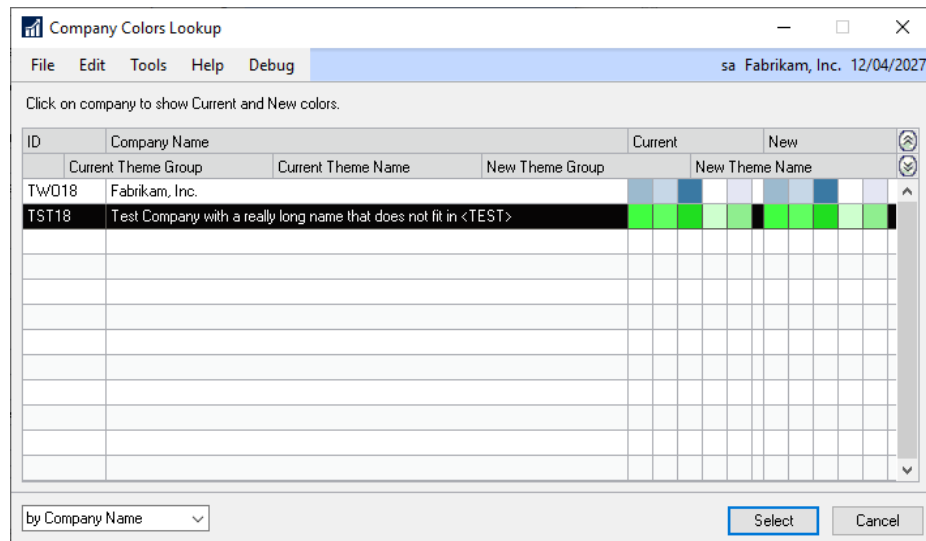 Company Colors Lookup
File Edit Tools Help Debug sa Fabrikam, Inc. 12/04/2027
Click on company to show Current and New colors.
ID Company Name Current New
Current Theme Group Current Theme Name New Theme Group New Theme Name
TWO18 Fabrikam, Inc.
TST18 Test Company with a really long name that does not fit in <TEST>
by Company Name Select Cancel